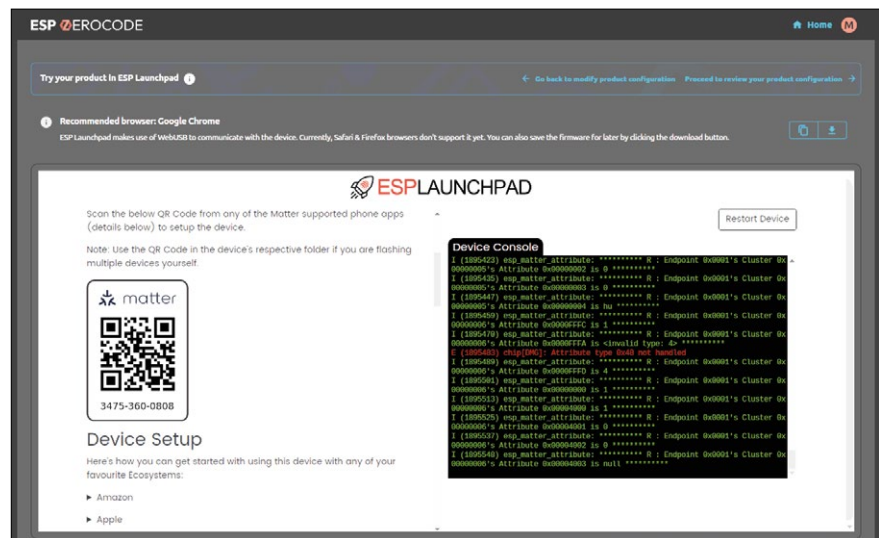 ESP ZEROCODE
Home M
Try your product in ESP Launchpad i
← Go back to modify product configuration Proceed to review your product configuration →
i Recommended browser: Google Chrome
ESP Launchpad makes use of WebUSB to communicate with the device. Currently, Safari & Firefox browsers don't support it yet. You can also save the firmware for later by clicking the download button.
ESPLAUNCHPAD
Scan the below QR Code from any of the Matter supported phone apps
(details below) to setup the device.
Note: Use the QR Code in the device's respective folder if you are flashing
multiple devices yourself.
matter
3475-360-0808
Device Setup
Here's how you can get started with using this device with any of your
favourite Ecosystems:
▸ Amazon
▸ Apple
Restart Device
Device Console
I (1895423) esp_matter_attribute: ********** R : Endpoint 0x0001's Cluster 0x
00000005's Attribute 0x00000002 is 0 **********
I (1895435) esp_matter_attribute: ********** R : Endpoint 0x0001's Cluster 0x
00000005's Attribute 0x00000003 is 0 **********
I (1895447) esp_matter_attribute: ********** R : Endpoint 0x0001's Cluster 0x
00000005's Attribute 0x00000004 is hu **********
I (1895459) esp_matter_attribute: ********** R : Endpoint 0x0001's Cluster 0x
00000006's Attribute 0x0000FFFC is 1 **********
I (1895470) esp_matter_attribute: ********** R : Endpoint 0x0001's Cluster 0x
00000006's Attribute 0x0000FFFA is <invalid type: 4> **********
E (1895483) chip[DMG]: Attribute type 0x48 not handled
I (1895489) esp_matter_attribute: ********** R : Endpoint 0x0001's Cluster 0x
00000006's Attribute 0x0000FFFD is 4 **********
I (1895501) esp_matter_attribute: ********** R : Endpoint 0x0001's Cluster 0x
00000006's Attribute 0x00000000 is 1 **********
I (1895513) esp_matter_attribute: ********** R : Endpoint 0x0001's Cluster 0x
00000006's Attribute 0x00004000 is 1 **********
I (1895525) esp_matter_attribute: ********** R : Endpoint 0x0001's Cluster 0x
00000006's Attribute 0x00004001 is 0 **********
I (1895537) esp_matter_attribute: ********** R : Endpoint 0x0001's Cluster 0x
00000006's Attribute 0x00004002 is 0 **********
I (1895548) esp_matter_attribute: ********** R : Endpoint 0x0001's Cluster 0x
00000006's Attribute 0x00004003 is null **********